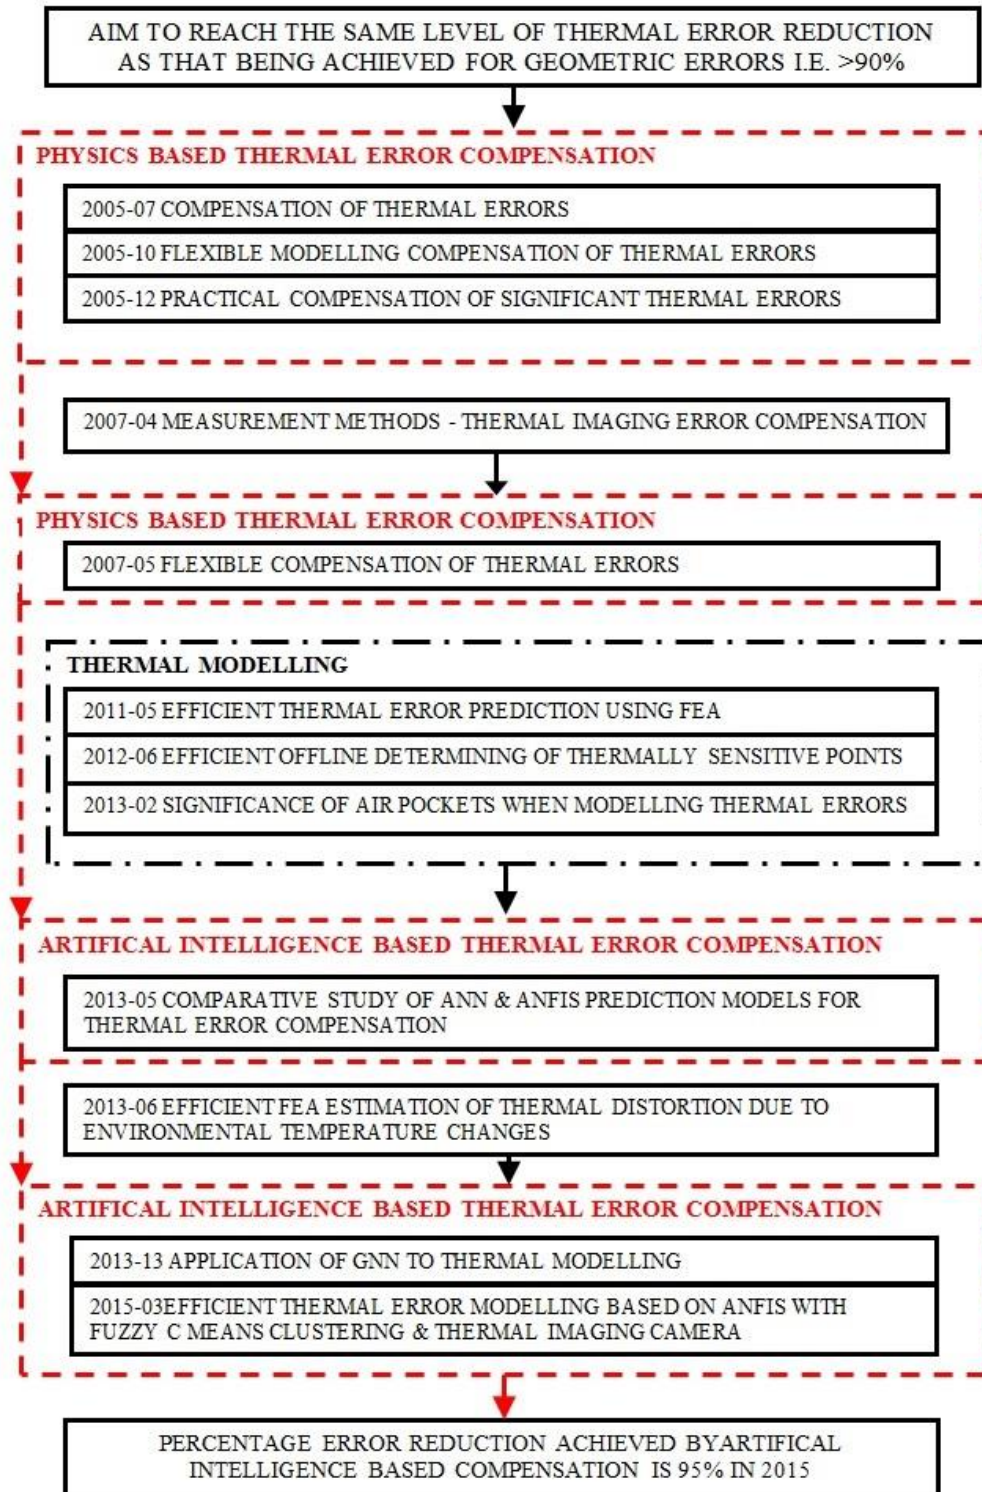 AIM TO REACH THE SAME LEVEL OF THERMAL ERROR REDUCTION
AS THAT BEING ACHIEVED FOR GEOMETRIC ERRORS I.E. >90%
PHYSICS BASED THERMAL ERROR COMPENSATION
2005-07 COMPENSATION OF THERMAL ERRORS
2005-10 FLEXIBLE MODELLING COMPENSATION OF THERMAL ERRORS
2005-12 PRACTICAL COMPENSATION OF SIGNIFICANT THERMAL ERRORS
2007-04 MEASUREMENT METHODS - THERMAL IMAGING ERROR COMPENSATION
PHYSICS BASED THERMAL ERROR COMPENSATION
2007-05 FLEXIBLE COMPENSATION OF THERMAL ERRORS
THERMAL MODELLING
2011-05 EFFICIENT THERMAL ERROR PREDICTION USING FEA
2012-06 EFFICIENT OFFLINE DETERMINING OF THERMALLY SENSITIVE POINTS
2013-02 SIGNIFICANCE OF AIR POCKETS WHEN MODELLING THERMAL ERRORS
ARTIFICAL INTELLIGENCE BASED THERMAL ERROR COMPENSATION
2013-05 COMPARATIVE STUDY OF ANN & ANFIS PREDICTION MODELS FOR
THERMAL ERROR COMPENSATION
2013-06 EFFICIENT FEA ESTIMATION OF THERMAL DISTORTION DUE TO
ENVIRONMENTAL TEMPERATURE CHANGES
ARTIFICAL INTELLIGENCE BASED THERMAL ERROR COMPENSATION
2013-13 APPLICATION OF GNN TO THERMAL MODELLING
2015-03EFFICIENT THERMAL ERROR MODELLING BASED ON ANFIS WITH
FUZZY C MEANS CLUSTERING & THERMAL IMAGING CAMERA
PERCENTAGE ERROR REDUCTION ACHIEVED BYARTIFICAL
INTELLIGENCE BASED COMPENSATION IS 95% IN 2015